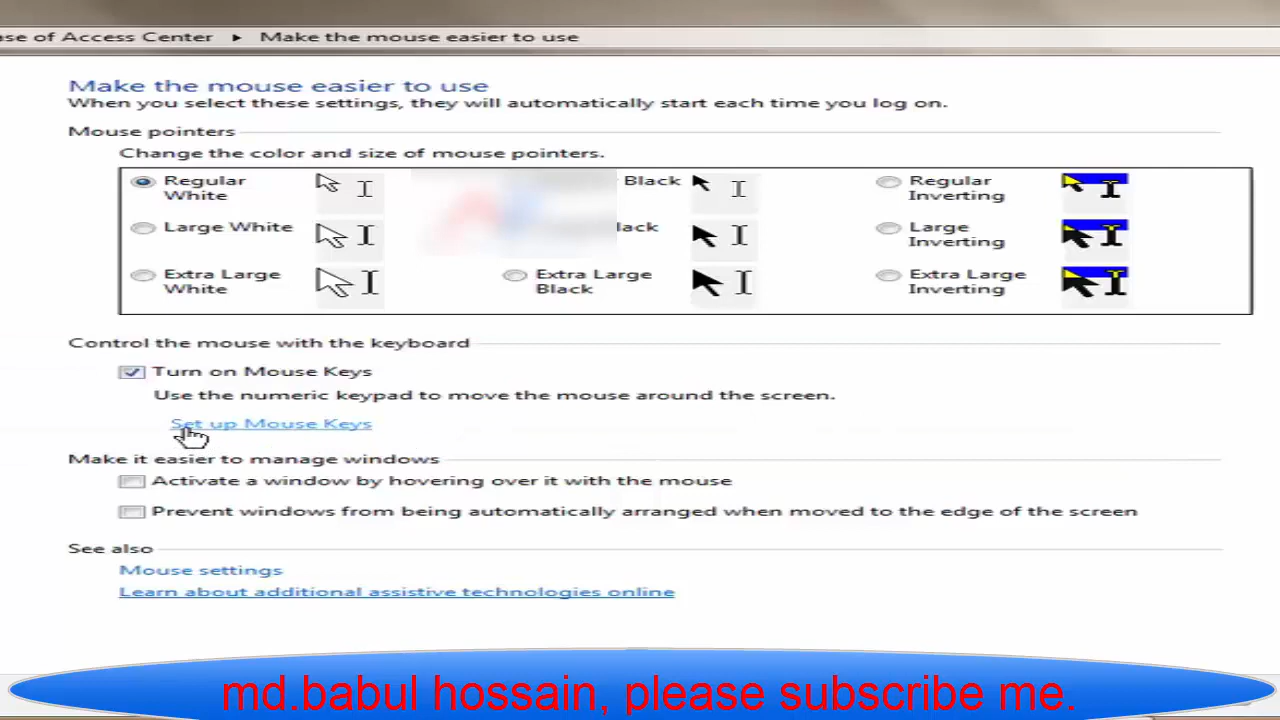 se of Access Center ▸ Make the mouse easier to use
Make the mouse easier to use
When you select these settings, they will automatically start each time you log on.
Mouse pointers
Change the color and size of mouse pointers.
Regular White
Black
Regular Inverting
Large White
lack
Large Inverting
Extra Large White
Extra Large Black
Extra Large Inverting
Control the mouse with the keyboard
Turn on Mouse Keys
Use the numeric keypad to move the mouse around the screen.
Set up Mouse Keys
Make it easier to manage windows
Activate a window by hovering over it with the mouse
Prevent windows from being automatically arranged when moved to the edge of the screen
See also
Mouse settings
Learn about additional assistive technologies online
md.babul hossain, please subscribe me.